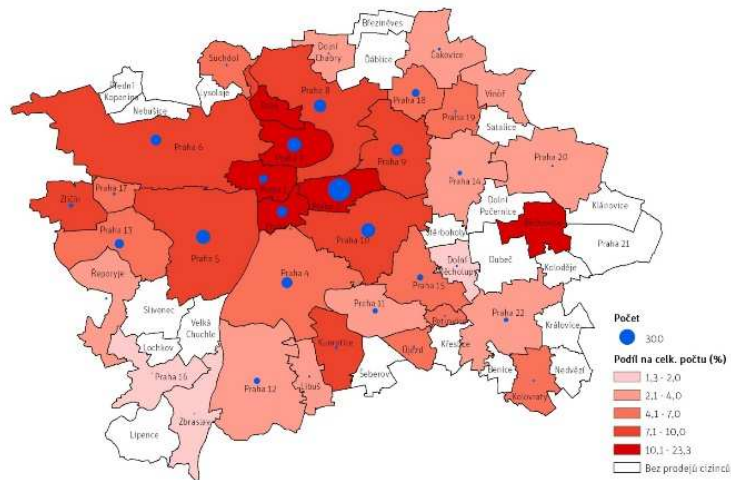 Březiněves
Dolní
Chabry
Ďáblice
Čakovice
Suchdol
Přední
Kopanina
Nebušice
Lysolaje
Praha 8
Praha 18
Vinoř
Praha 19
Satalice
Praha 6
Praha 9
Praha 20
Praha 14
Praha 17
Zličín
Dolní
Počernice
Klánovice
Praha 13
Praha 5
Praha 10
Štěrboholy
Praha 21
Řeporyje
Praha 4
Dolní
Měcholupy
Dubeč
Koloděje
Praha 15
Slivenec
Velká
Chuchle
Praha 11
Praha 22
Petrovice
Královice
Lochkov
Kunratice
Újezd
Křeslice
Praha 16
Praha 12
Libuš
Šeberov
Benice
Nedvězí
Kolovraty
Zbraslav
Lipence
Počet
300
Podíl na celk. počtu (%)
1,3 - 2,0
2,1 - 4,0
4,1 - 7,0
7,1 - 10,0
10,1 - 23,3
Bez prodejů cizinců